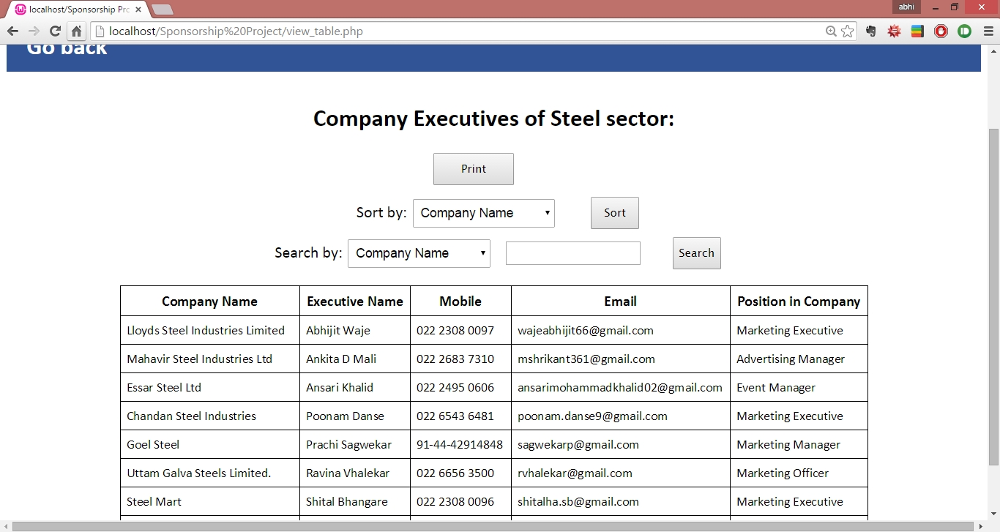 localhost/Sponsorship Pro
abhi
localhost/Sponsorship%20Project/view_table.php
Go back
Company Executives of Steel sector:
Print
Sort by: Company Name Sort
Search by: Company Name Search
Company Name Executive Name Mobile Email Position in Company
Lloyds Steel Industries Limited Abhijit Waje 022 2308 0097 wajeabhijit66@gmail.com Marketing Executive
Mahavir Steel Industries Ltd Ankita D Mali 022 2683 7310 mshrikant361@gmail.com Advertising Manager
Essar Steel Ltd Ansari Khalid 022 2495 0606 ansarimohammadkhalid02@gmail.com Event Manager
Chandan Steel Industries Poonam Danse 022 6543 6481 poonam.danse9@gmail.com Marketing Executive
Goel Steel Prachi Sagwekar 91-44-42914848 sagwekarp@gmail.com Marketing Manager
Uttam Galva Steels Limited. Ravina Vhalekar 022 6656 3500 rvhalekar@gmail.com Marketing Officer
Steel Mart Shital Bhangare 022 2308 0096 shitalha.sb@gmail.com Marketing Executive